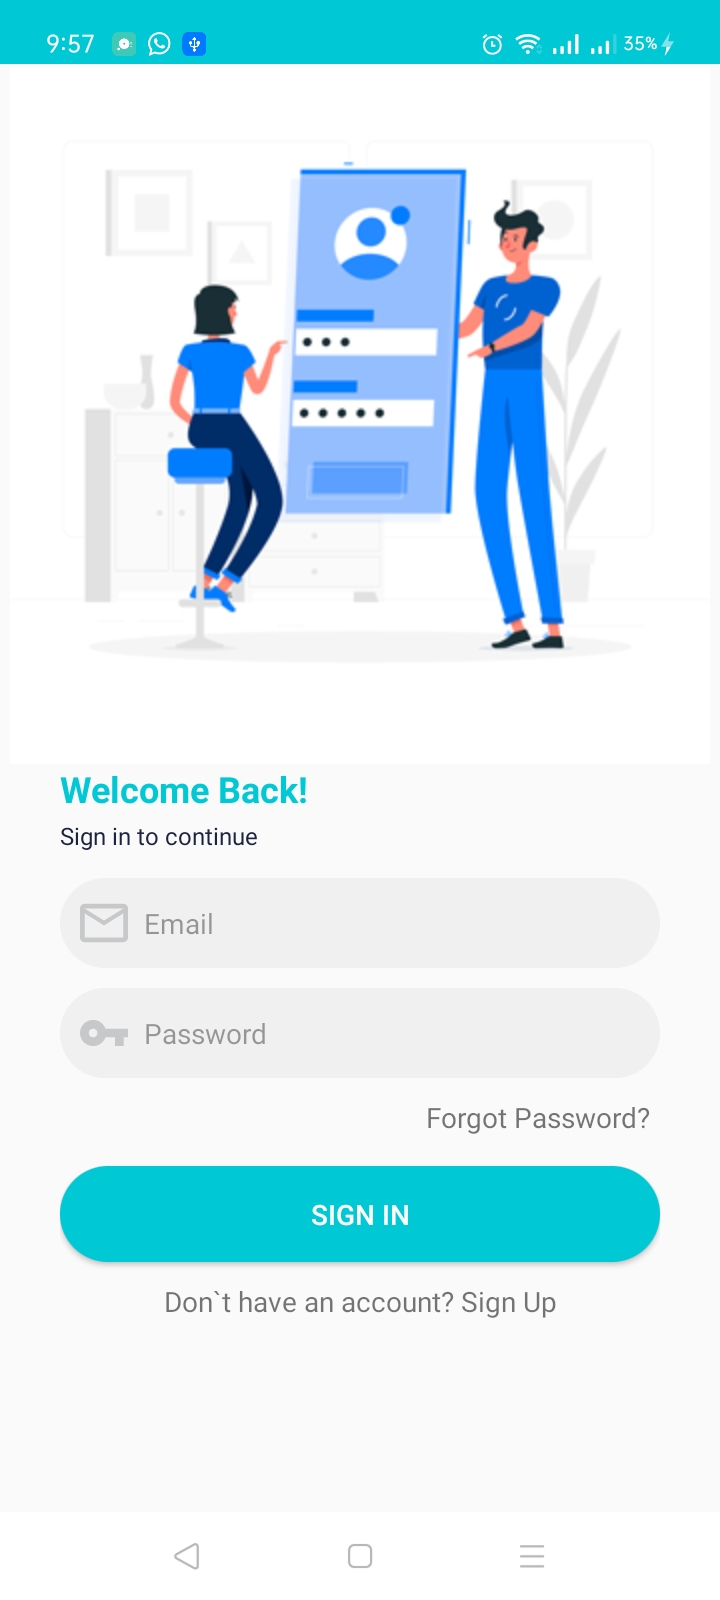 9:57 35%
Welcome Back!
Sign in to continue
Email
Password
Forgot Password?
SIGN IN
Don`t have an account? Sign Up